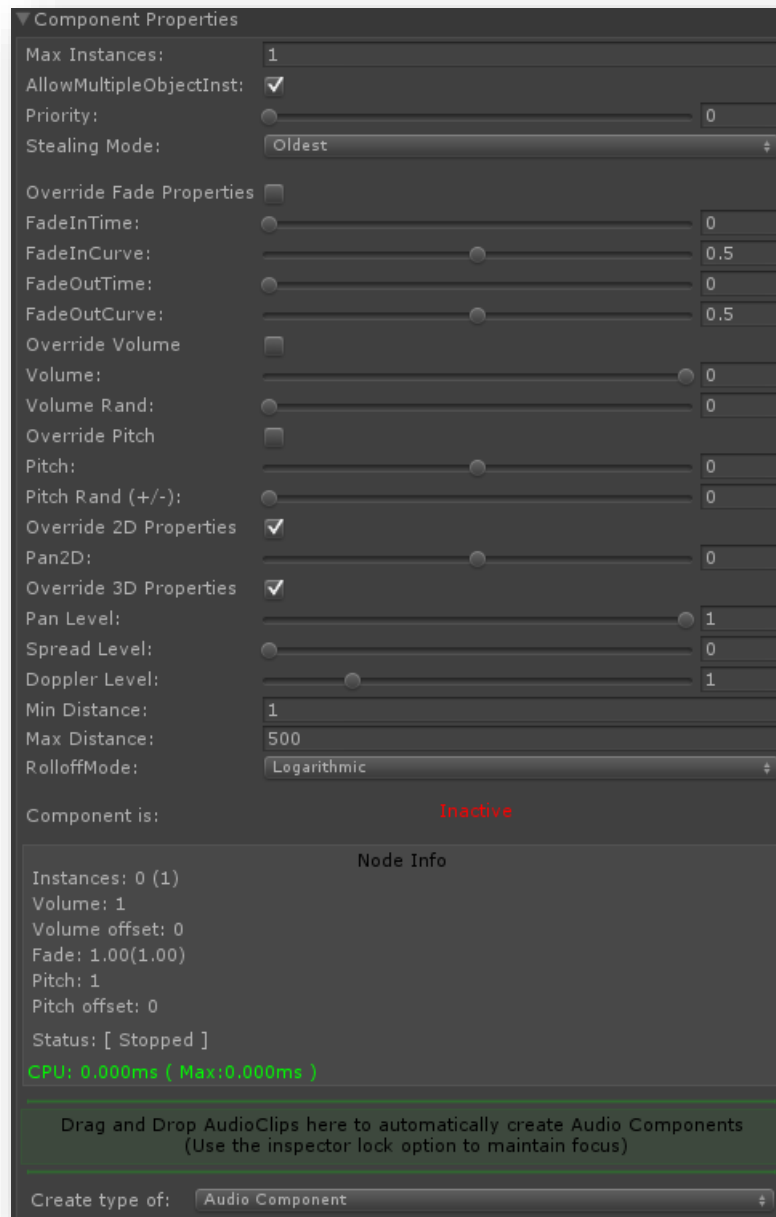 Component Properties
Max Instances: 1
AllowMultipleObjectInst:
Priority: 0
Stealing Mode: Oldest
Override Fade Properties
FadeInTime: 0
FadeInCurve: 0.5
FadeOutTime: 0
FadeOutCurve: 0.5
Override Volume
Volume: 0
Volume Rand: 0
Override Pitch
Pitch: 0
Pitch Rand (+/-): 0
Override 2D Properties
Pan2D: 0
Override 3D Properties
Pan Level: 1
Spread Level: 0
Doppler Level: 1
Min Distance: 1
Max Distance: 500
RolloffMode: Logarithmic
Component is: Inactive
Node Info
Instances: 0 (1)
Volume: 1
Volume offset: 0
Fade: 1.00(1.00)
Pitch: 1
Pitch offset: 0
Status: [ Stopped ]
CPU: 0.000ms ( Max:0.000ms )
Drag and Drop AudioClips here to automatically create Audio Components
(Use the inspector lock option to maintain focus)
Create type of: Audio Component